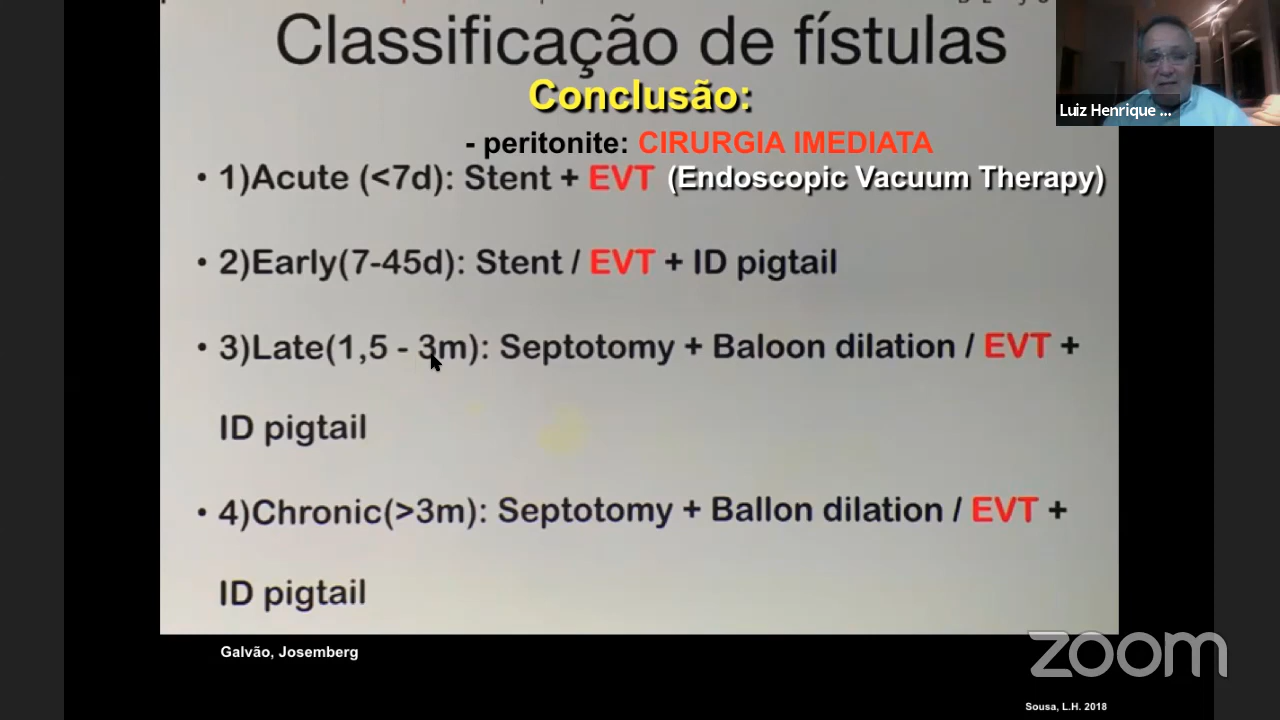 Classificação de fístulas
Conclusão:
- peritonite: CIRURGIA IMEDIATA
• 1)Acute (<7d): Stent + EVT (Endoscopic Vacuum Therapy)
• 2)Early(7-45d): Stent / EVT + ID pigtail
• 3)Late(1,5 - 3m): Septotomy + Baloon dilation / EVT +
ID pigtail
• 4)Chronic(>3m): Septotomy + Ballon dilation / EVT +
ID pigtail
Galvão, Josemberg
Sousa, L.H. 2018
Luiz Henrique ...
zoom